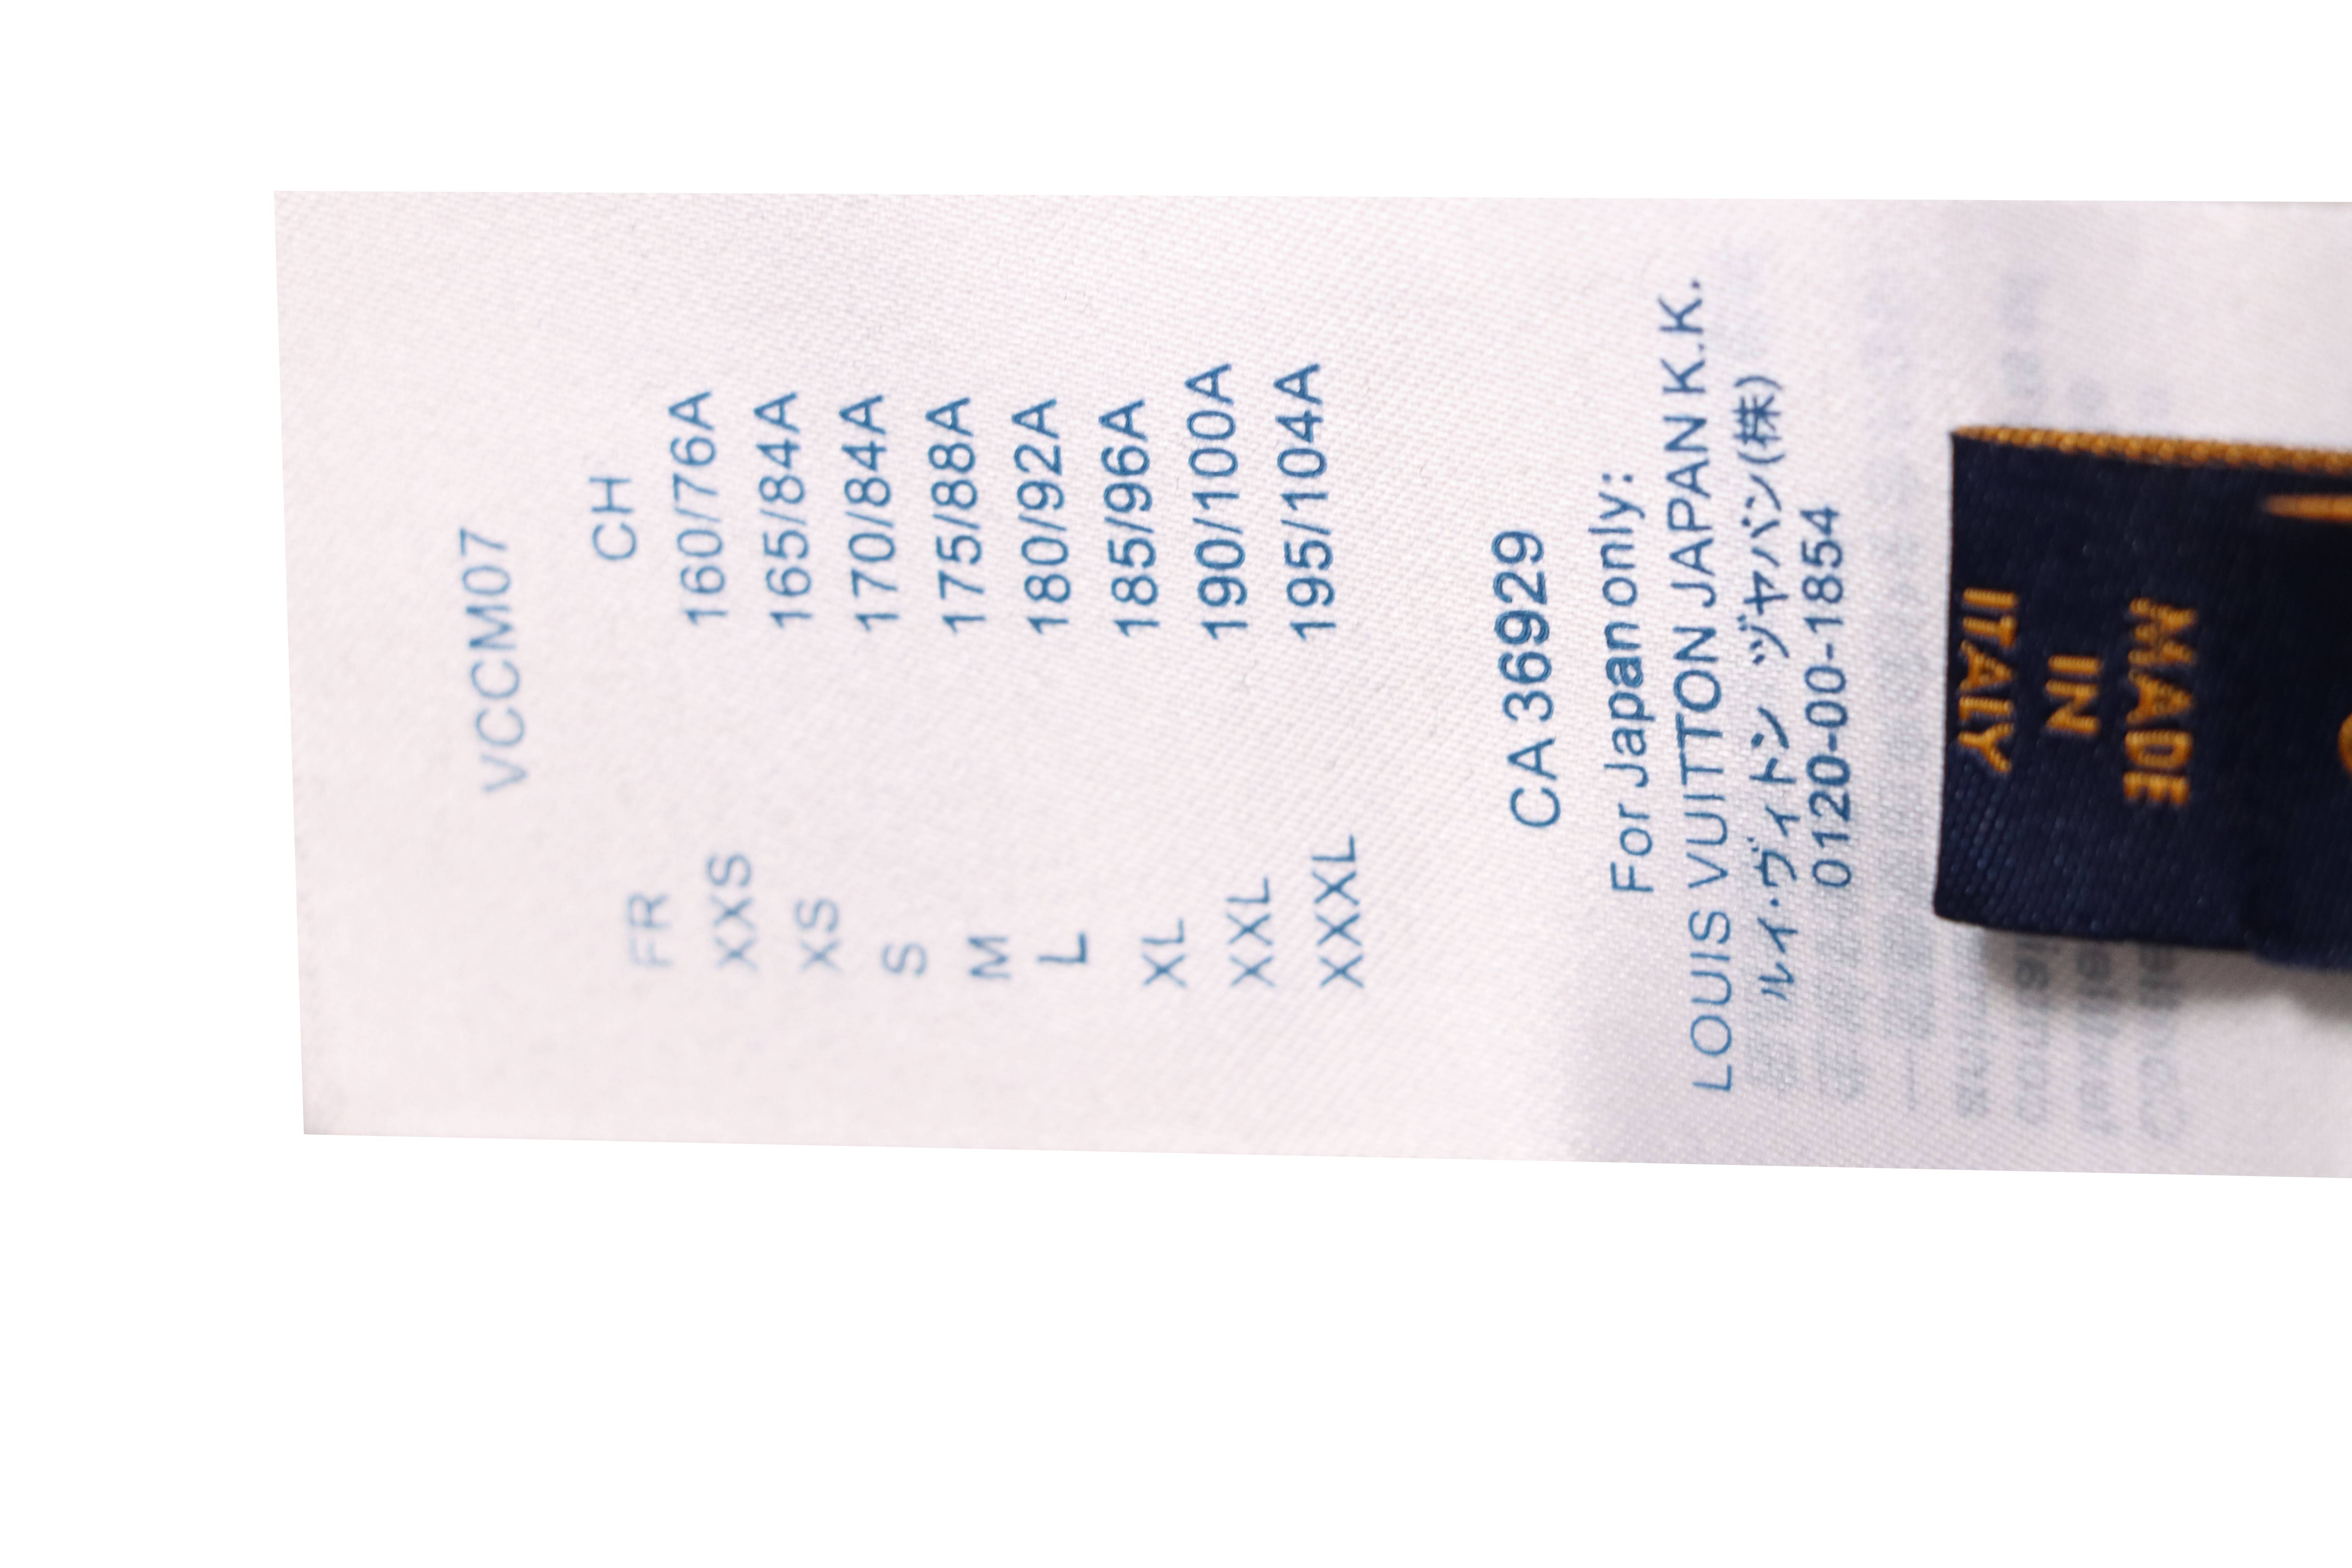 VCCM07
FR CH
XXS 160/76A
XS 165/84A
S 170/84A
M 175/88A
L 180/92A
XL 185/96A
XXL 190/100A
XXXL 195/104A
CA 36929
For Japan only:
LOUIS VUITTON JAPAN K.K.
ルイ・ヴィトン ヅヤパン(株)
0120-00-1854
MADE
IN
ITALY